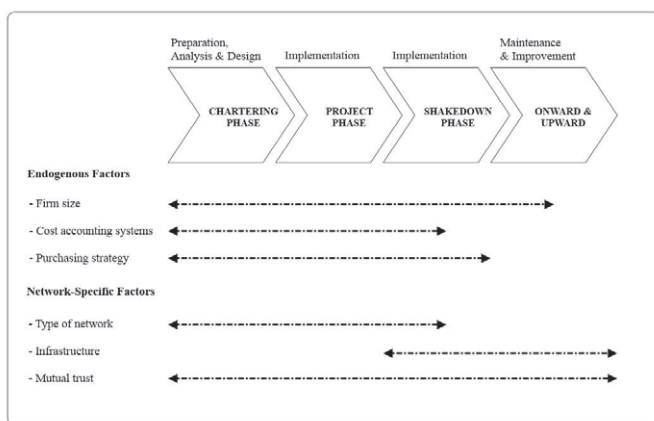 Preparation,
Analysis & Design
Implementation
Implementation
Maintenance
& Improvement
CHARTERING
PHASE
PROJECT
PHASE
SHAKEDOWN
PHASE
ONWARD &
UPWARD
Endogenous Factors
- Firm size
- Cost accounting systems
- Purchasing strategy
Network-Specific Factors
- Type of network
- Infrastructure
- Mutual trust